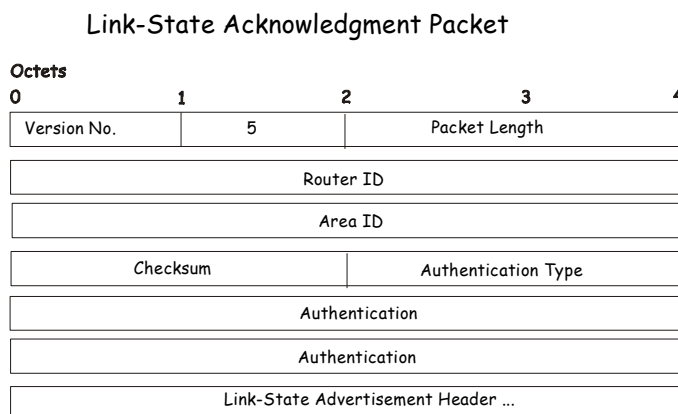 Link-State Acknowledgment Packet
Octets
0 1 2 3 4
Version No. 5 Packet Length
Router ID
Area ID
Checksum Authentication Type
Authentication
Authentication
Link-State Advertisement Header ...